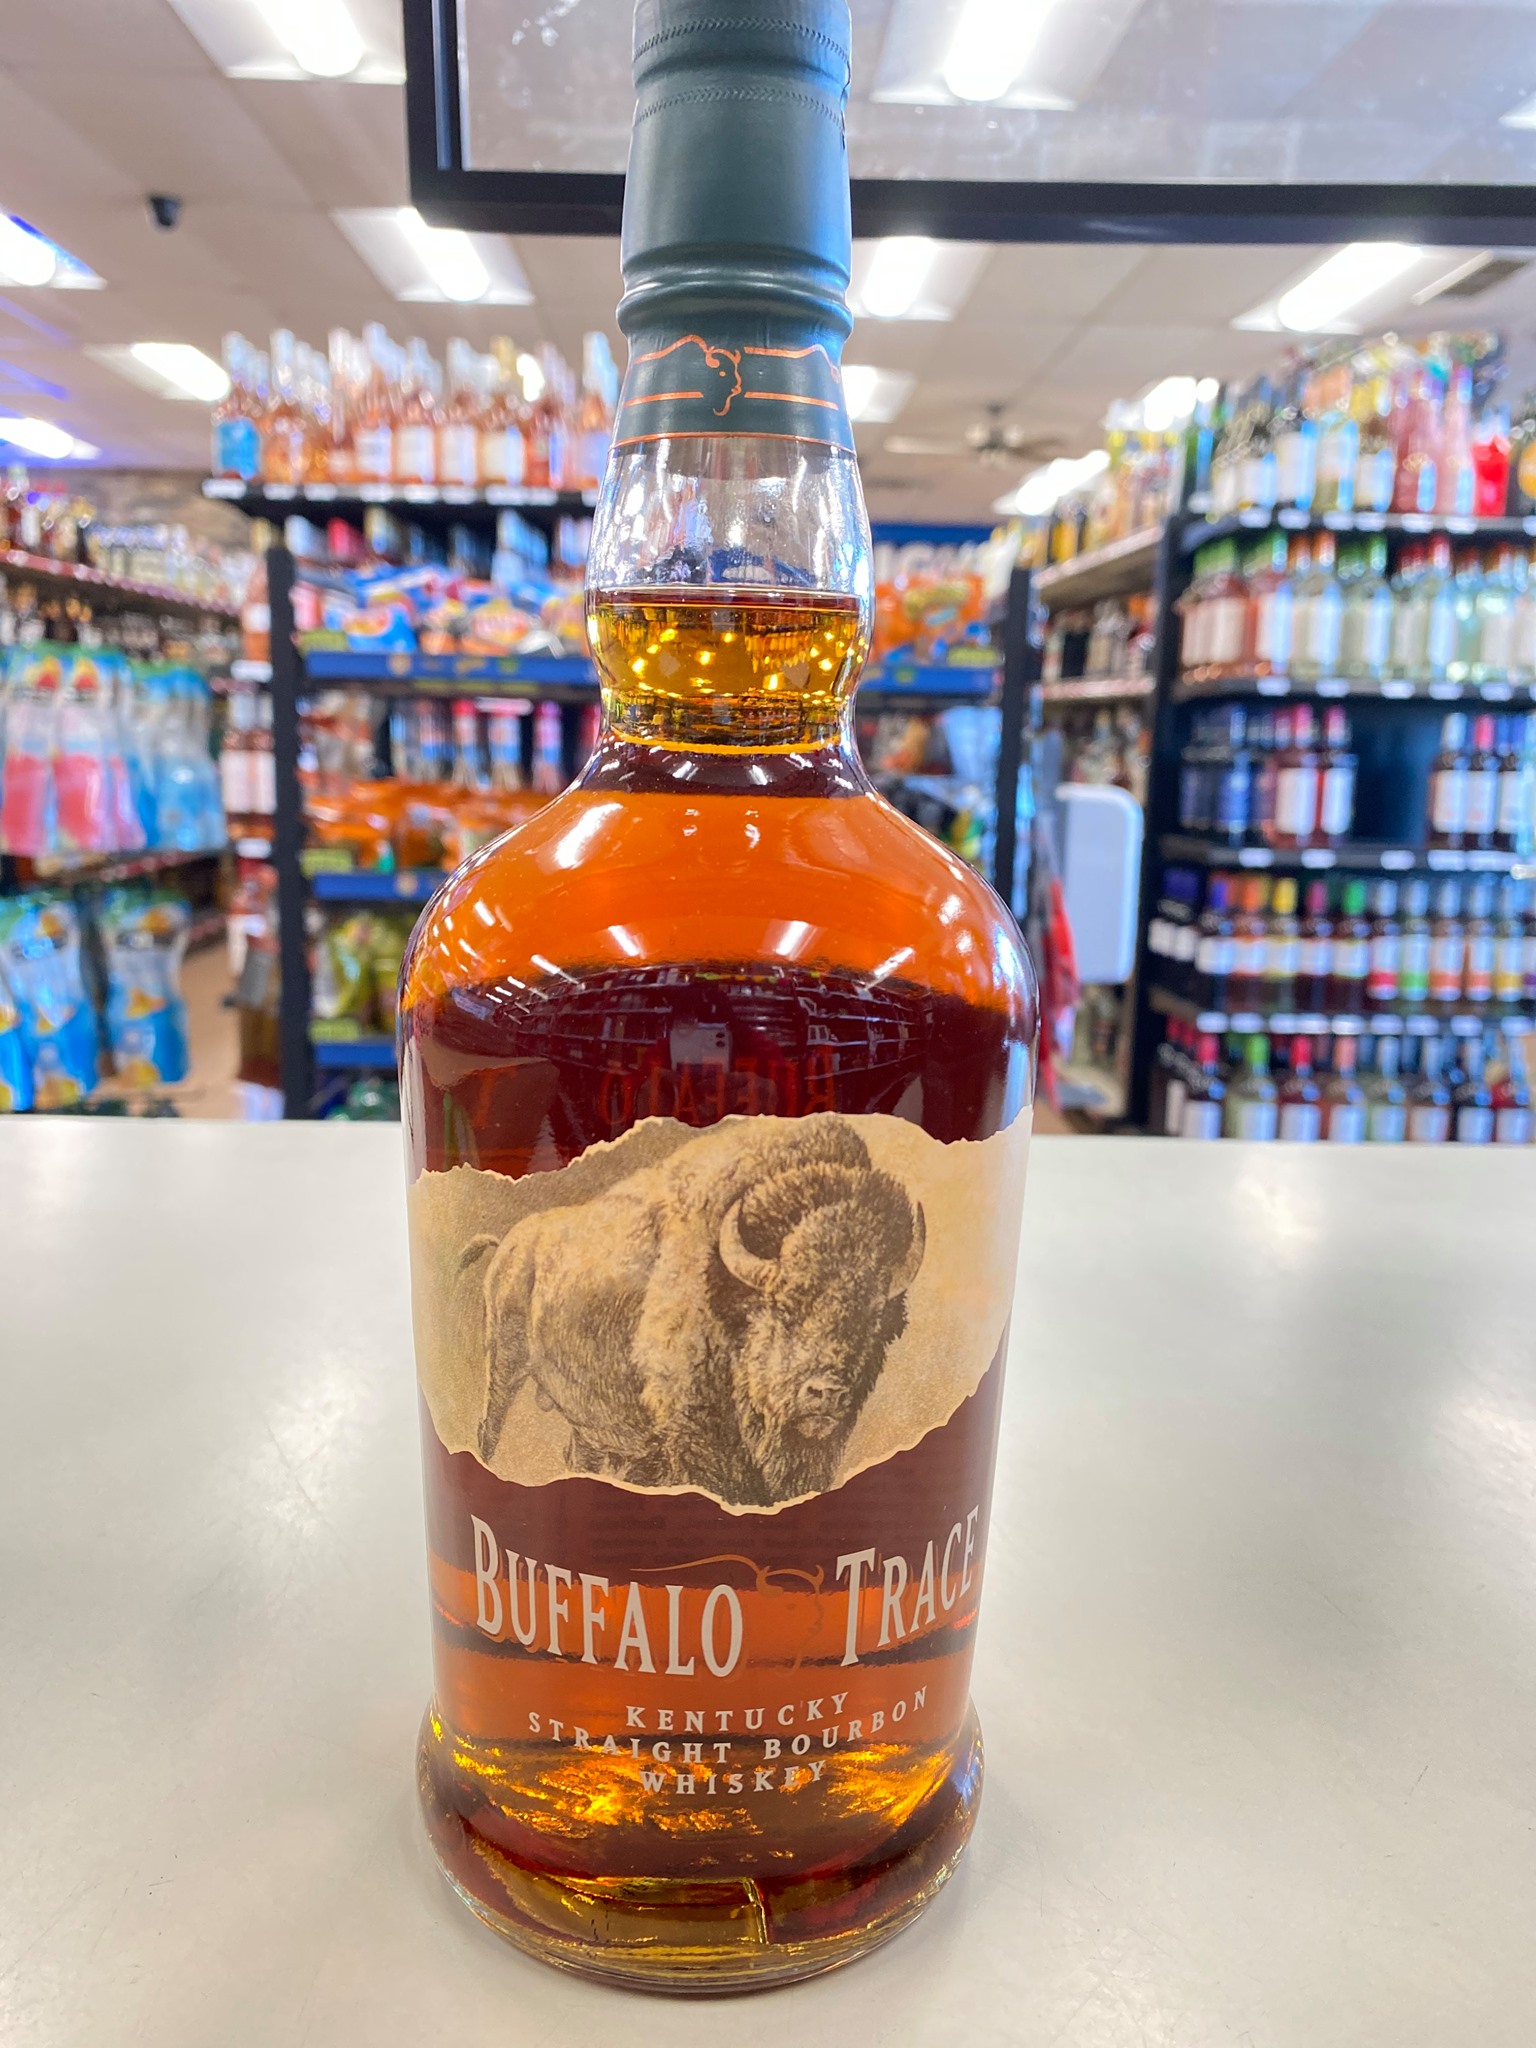 BUFFALO TRACE
KENTUCKY
STRAIGHT BOURBON
WHISKEY